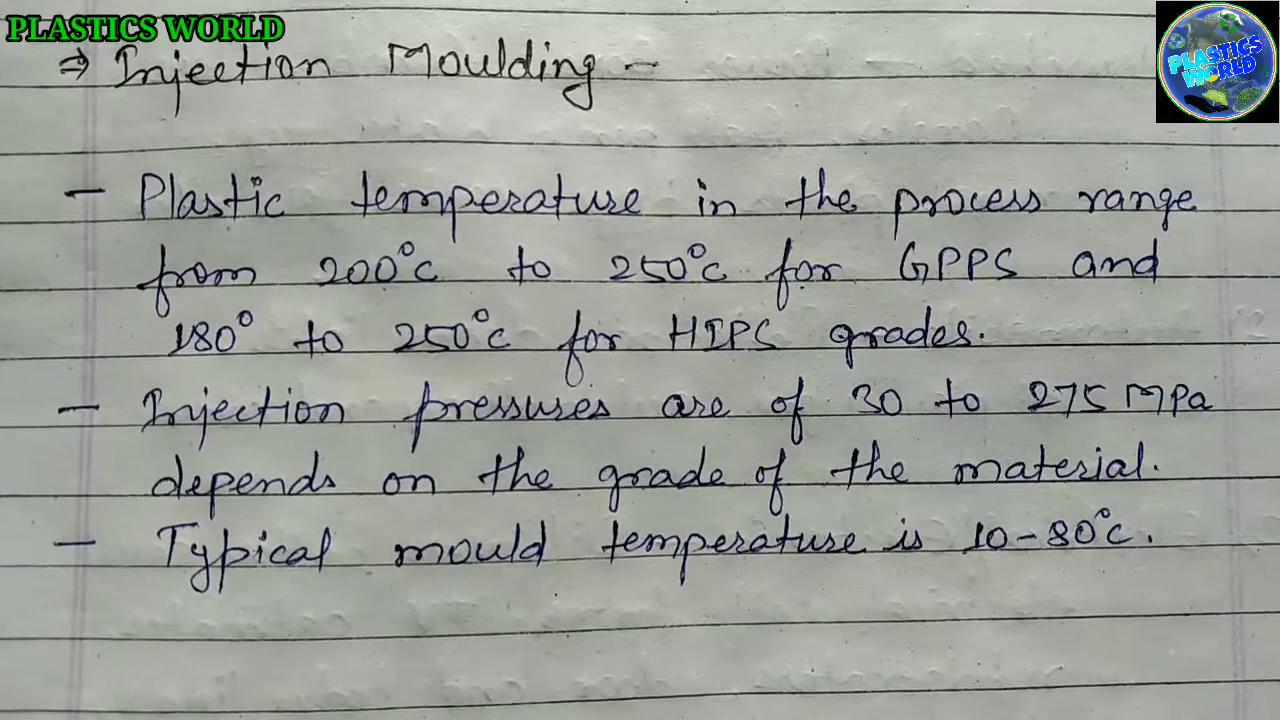 PLASTICS WORLD
PLASTICS
WORLD
⇒ Injection Moulding -
- Plastic temperature in the process range
from 200°c to 250°c for GPPS and
180° to 250°c for HIPS grades.
- Injection pressures are of 30 to 275 MPa
depends on the grade of the material.
- Typical mould temperature is 10-80°c.